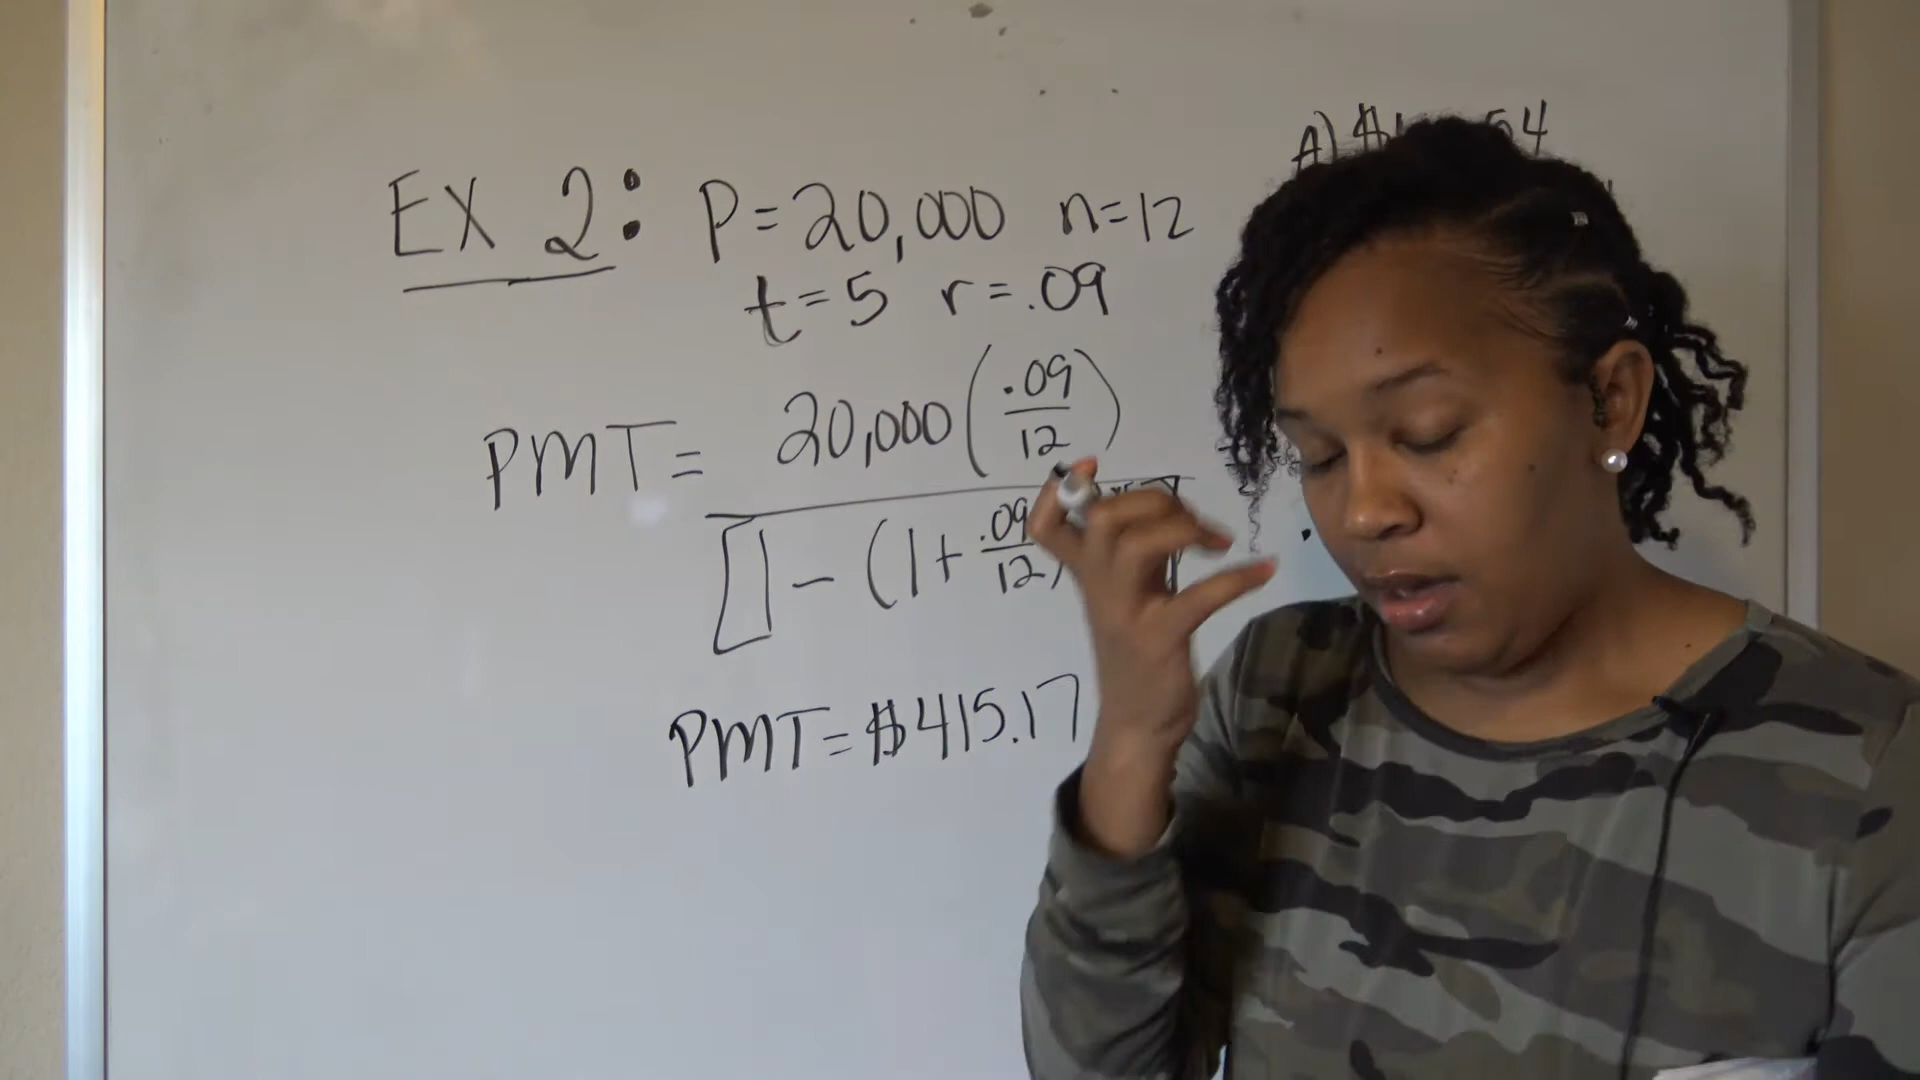 A) $
54
EX 2: P=20,000 n=12
t=5 r=.09
PMT= 20,000(.09/12)
[1-(1+.09/12)
PMT=$415.17